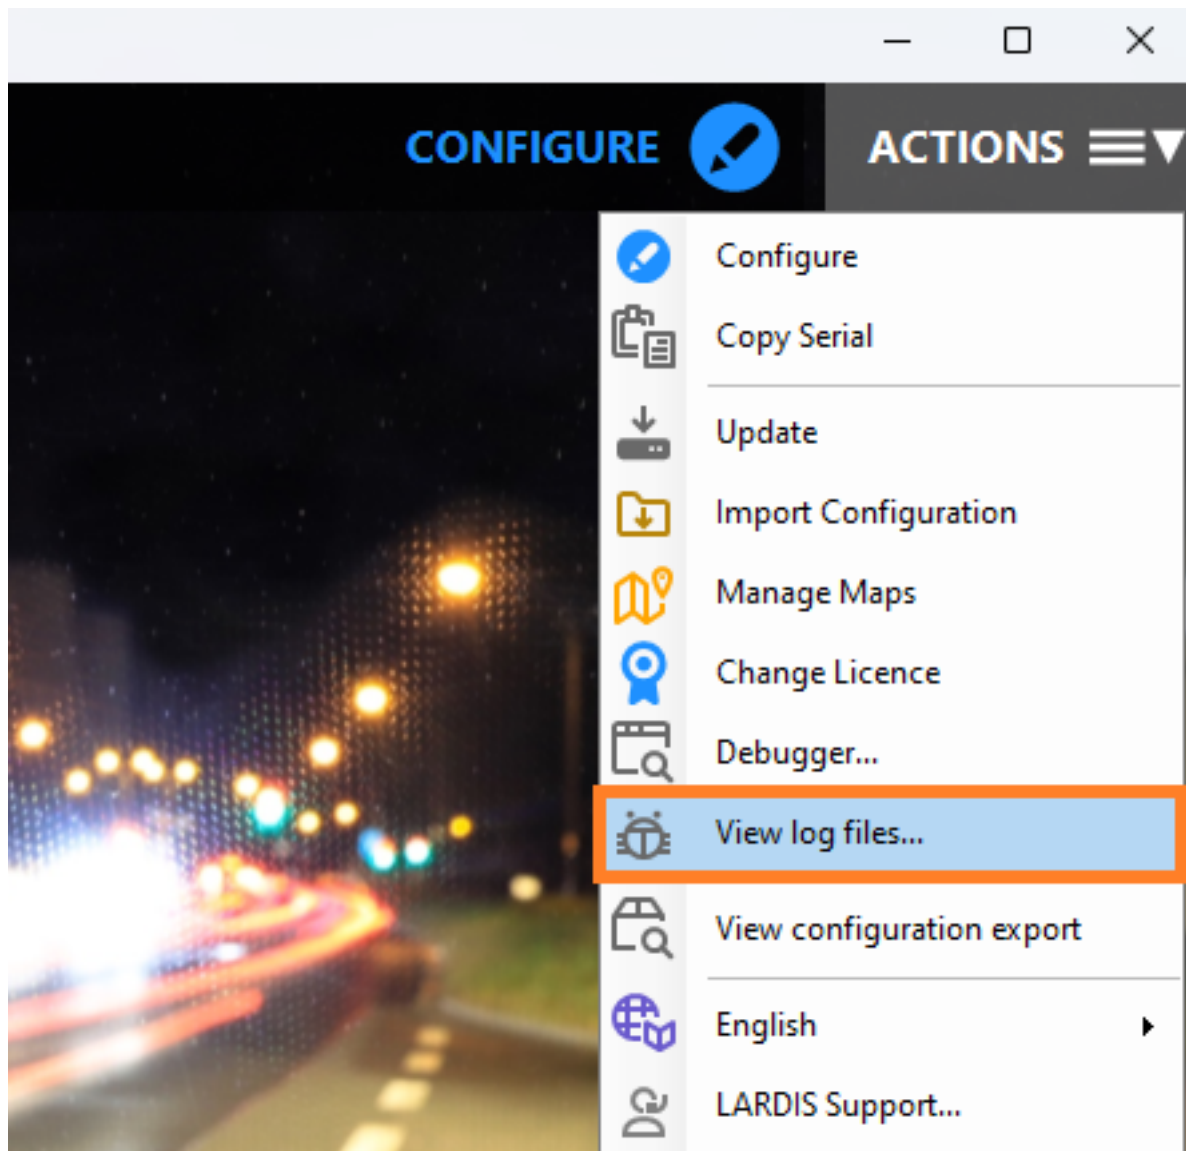 CONFIGURE
ACTIONS
Configure
Copy Serial
Update
Import Configuration
Manage Maps
Change Licence
Debugger...
View log files...
View configuration export
English
LARDIS Support...